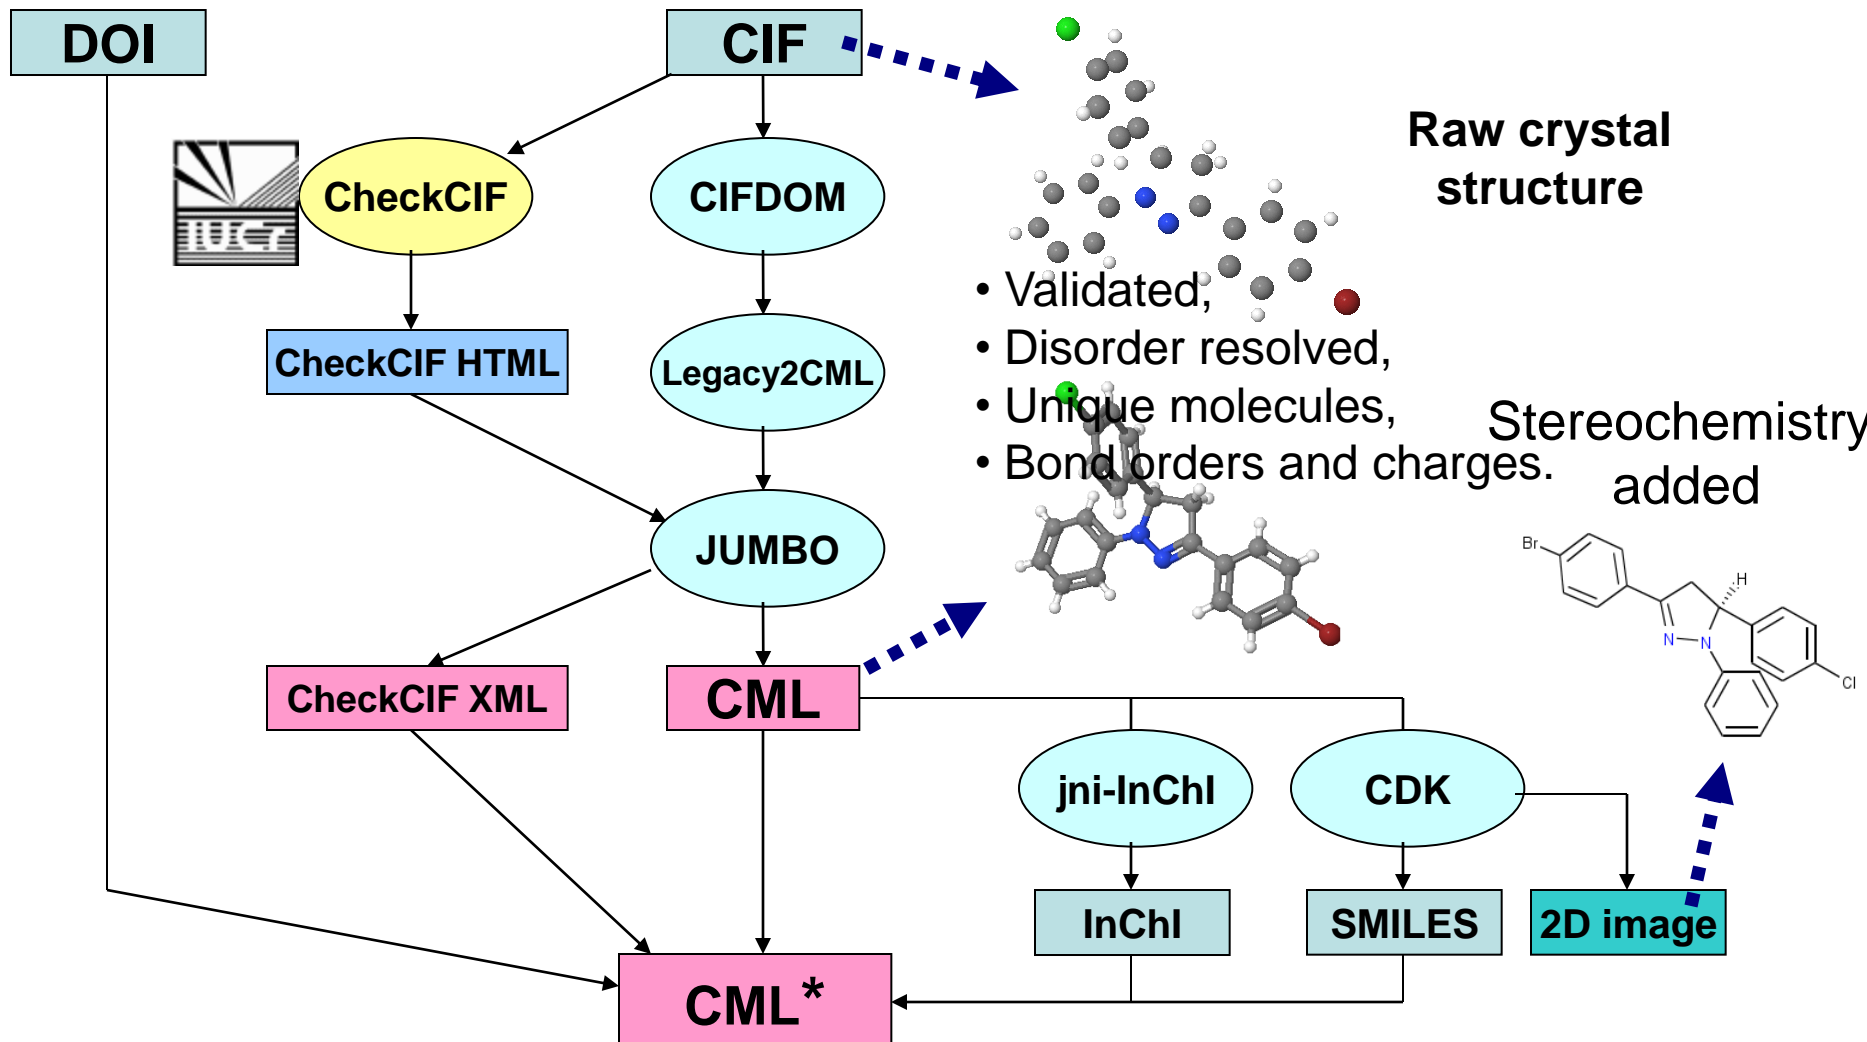 DOI
CIF
Raw crystal
structure
IUCr
CheckCIF
CIFDOM
• Validated,
• Disorder resolved,
• Unique molecules,
• Bond orders and charges.
CheckCIF HTML
Legacy2CML
Stereochemistry
added
JUMBO
Br
H
N
N
Cl
CheckCIF XML
CML
jni-InChI
CDK
InChI
SMILES
2D image
CML*